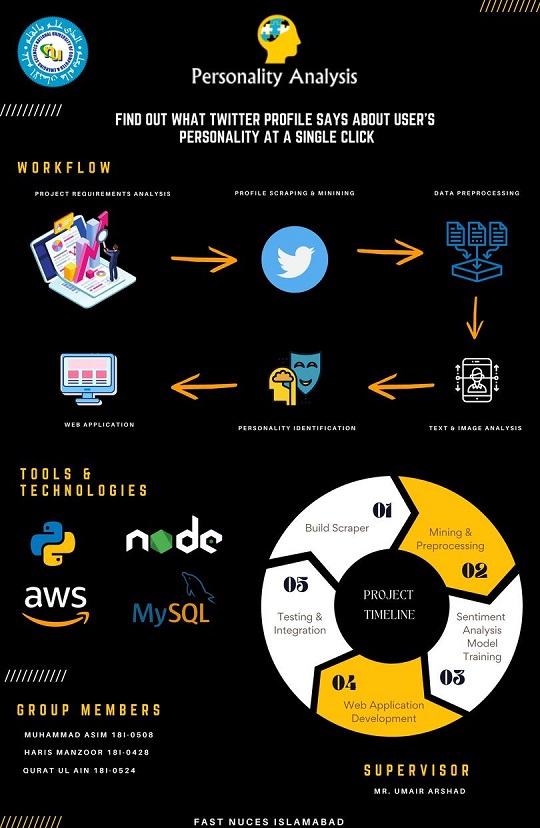 Personality Analysis
FIND OUT WHAT TWITTER PROFILE SAYS ABOUT USER'S
PERSONALITY AT A SINGLE CLICK
WORKFLOW
PROJECT REQUIREMENTS ANALYSIS
PROFILE SCRAPING & MINING
DATA PREPROCESSING
WEB APPLICATION
PERSONALITY IDENTIFICATION
TEXT & IMAGE ANALYSIS
TOOLS &
TECHNOLOGIES
node
aws
MySQL
01
Build Scraper
Mining &
Preprocessing
02
Sentiment
Analysis
Model
Training
03
04
Web Application
Development
05
Testing &
Integration
PROJECT
TIMELINE
GROUP MEMBERS
MUHAMMAD ASIM 18I-0508
HARIS MANZOOR 18I-0428
QURAT UL AIN 18I-0524
SUPERVISOR
MR. UMAIR ARSHAD
FAST NUCES ISLAMABAD